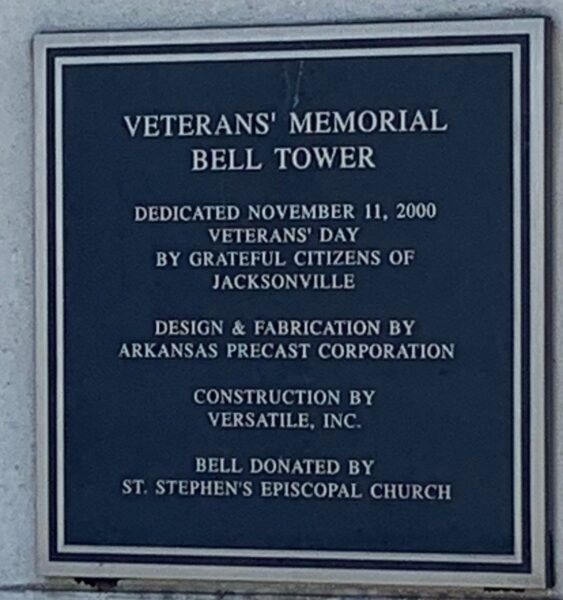 VETERANS' MEMORIAL
BELL TOWER
DEDICATED NOVEMBER 11, 2000
VETERANS' DAY
BY GRATEFUL CITIZENS OF
JACKSONVILLE
DESIGN & FABRICATION BY
ARKANSAS PRECAST CORPORATION
CONSTRUCTION BY
VERSATILE, INC.
BELL DONATED BY
ST. STEPHEN'S EPISCOPAL CHURCH